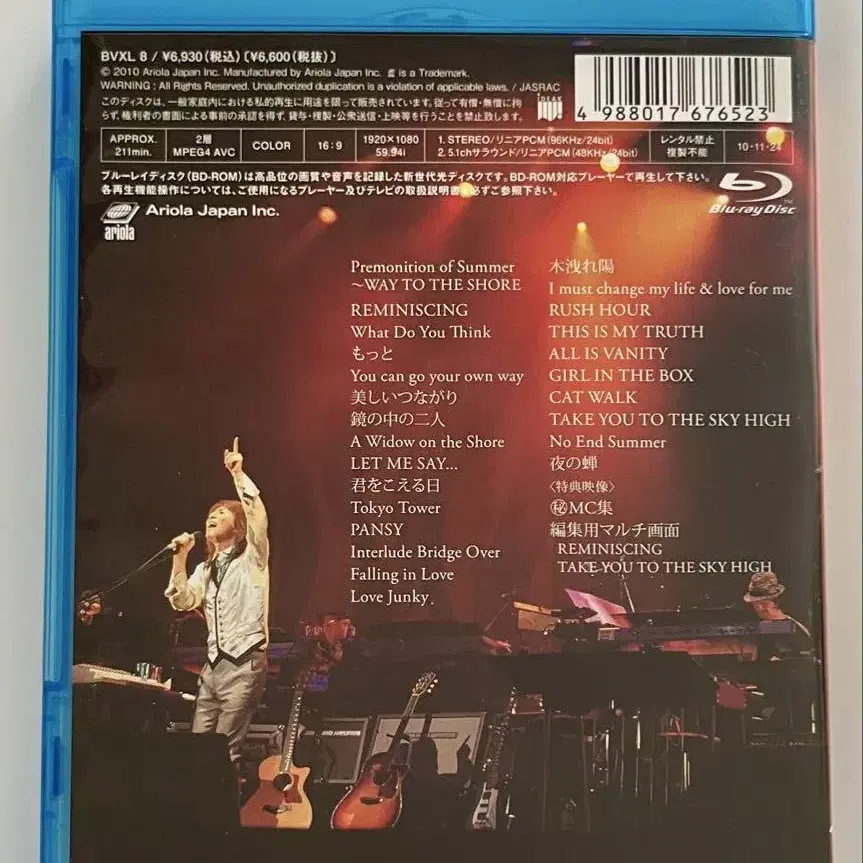 BVXL 8 / ¥6,930(税込)〔¥6,600(税抜)〕
© 2010 Ariola Japan Inc. Manufactured by Ariola Japan Inc. is a Trademark.
WARNING : All Rights Reserved. Unauthorized duplication is a violation of applicable laws. / JASRAC
このディスクは、一般家庭内における私的再生に用途を限って販売されています。従って有償・無償に拘
らず、権利者の書面による事前の承認を得ず、貸与・複製・公衆送信・上映等を行うことを禁止致します。
4 988017 676523
APPROX. 211min.
2層 MPEG4 AVC
COLOR
16:9
1920×1080 59.94i
1. STEREO/リニアPCM(96KHz/24bit)
2. 5.1chサラウンド/リニアPCM(48KHz/24bit)
レンタル禁止 複製不能
10・11・24
ブルーレイディスク(BD-ROM)は高品位の画質や音声を記録した新世代光ディスクです。BD-ROM対応プレーヤーで再生して下さい。
各再生機能操作については、ご使用になるプレーヤー及びテレビの取扱説明書を必ずご参照下さい。
Blu-ray Disc
ariola
Ariola Japan Inc.
Premonition of Summer
～WAY TO THE SHORE
REMINISCING
What Do You Think
もっと
You can go your own way
美しいつながり
鏡の中の二人
A Widow on the Shore
LET ME SAY...
君をこえる日
Tokyo Tower
PANSY
Interlude Bridge Over
Falling in Love
Love Junky
木洩れ陽
I must change my life & love for me
RUSH HOUR
THIS IS MY TRUTH
ALL IS VANITY
GIRL IN THE BOX
CAT WALK
TAKE YOU TO THE SKY HIGH
No End Summer
夜の蝉
〈特典映像〉
㊙MC集
編集用マルチ画面
REMINISCING
TAKE YOU TO THE SKY HIGH